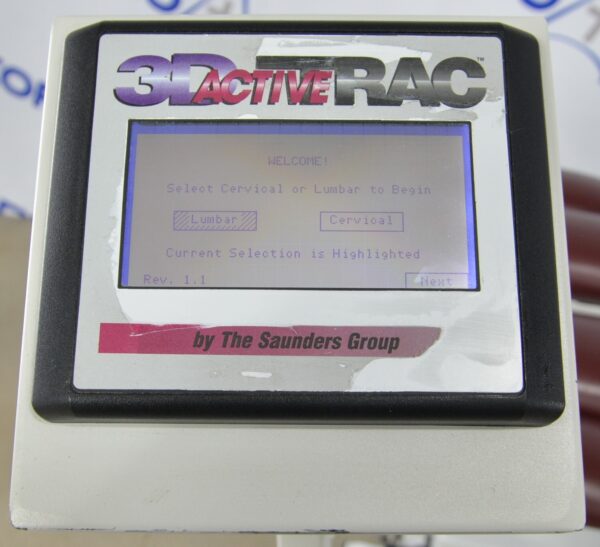 3D ACTIVE TRAC™
WELCOME!
Select Cervical or Lumbar to Begin
Lumbar Cervical
Current Selection is Highlighted
Rev. 1.1 Next
by The Saunders Group